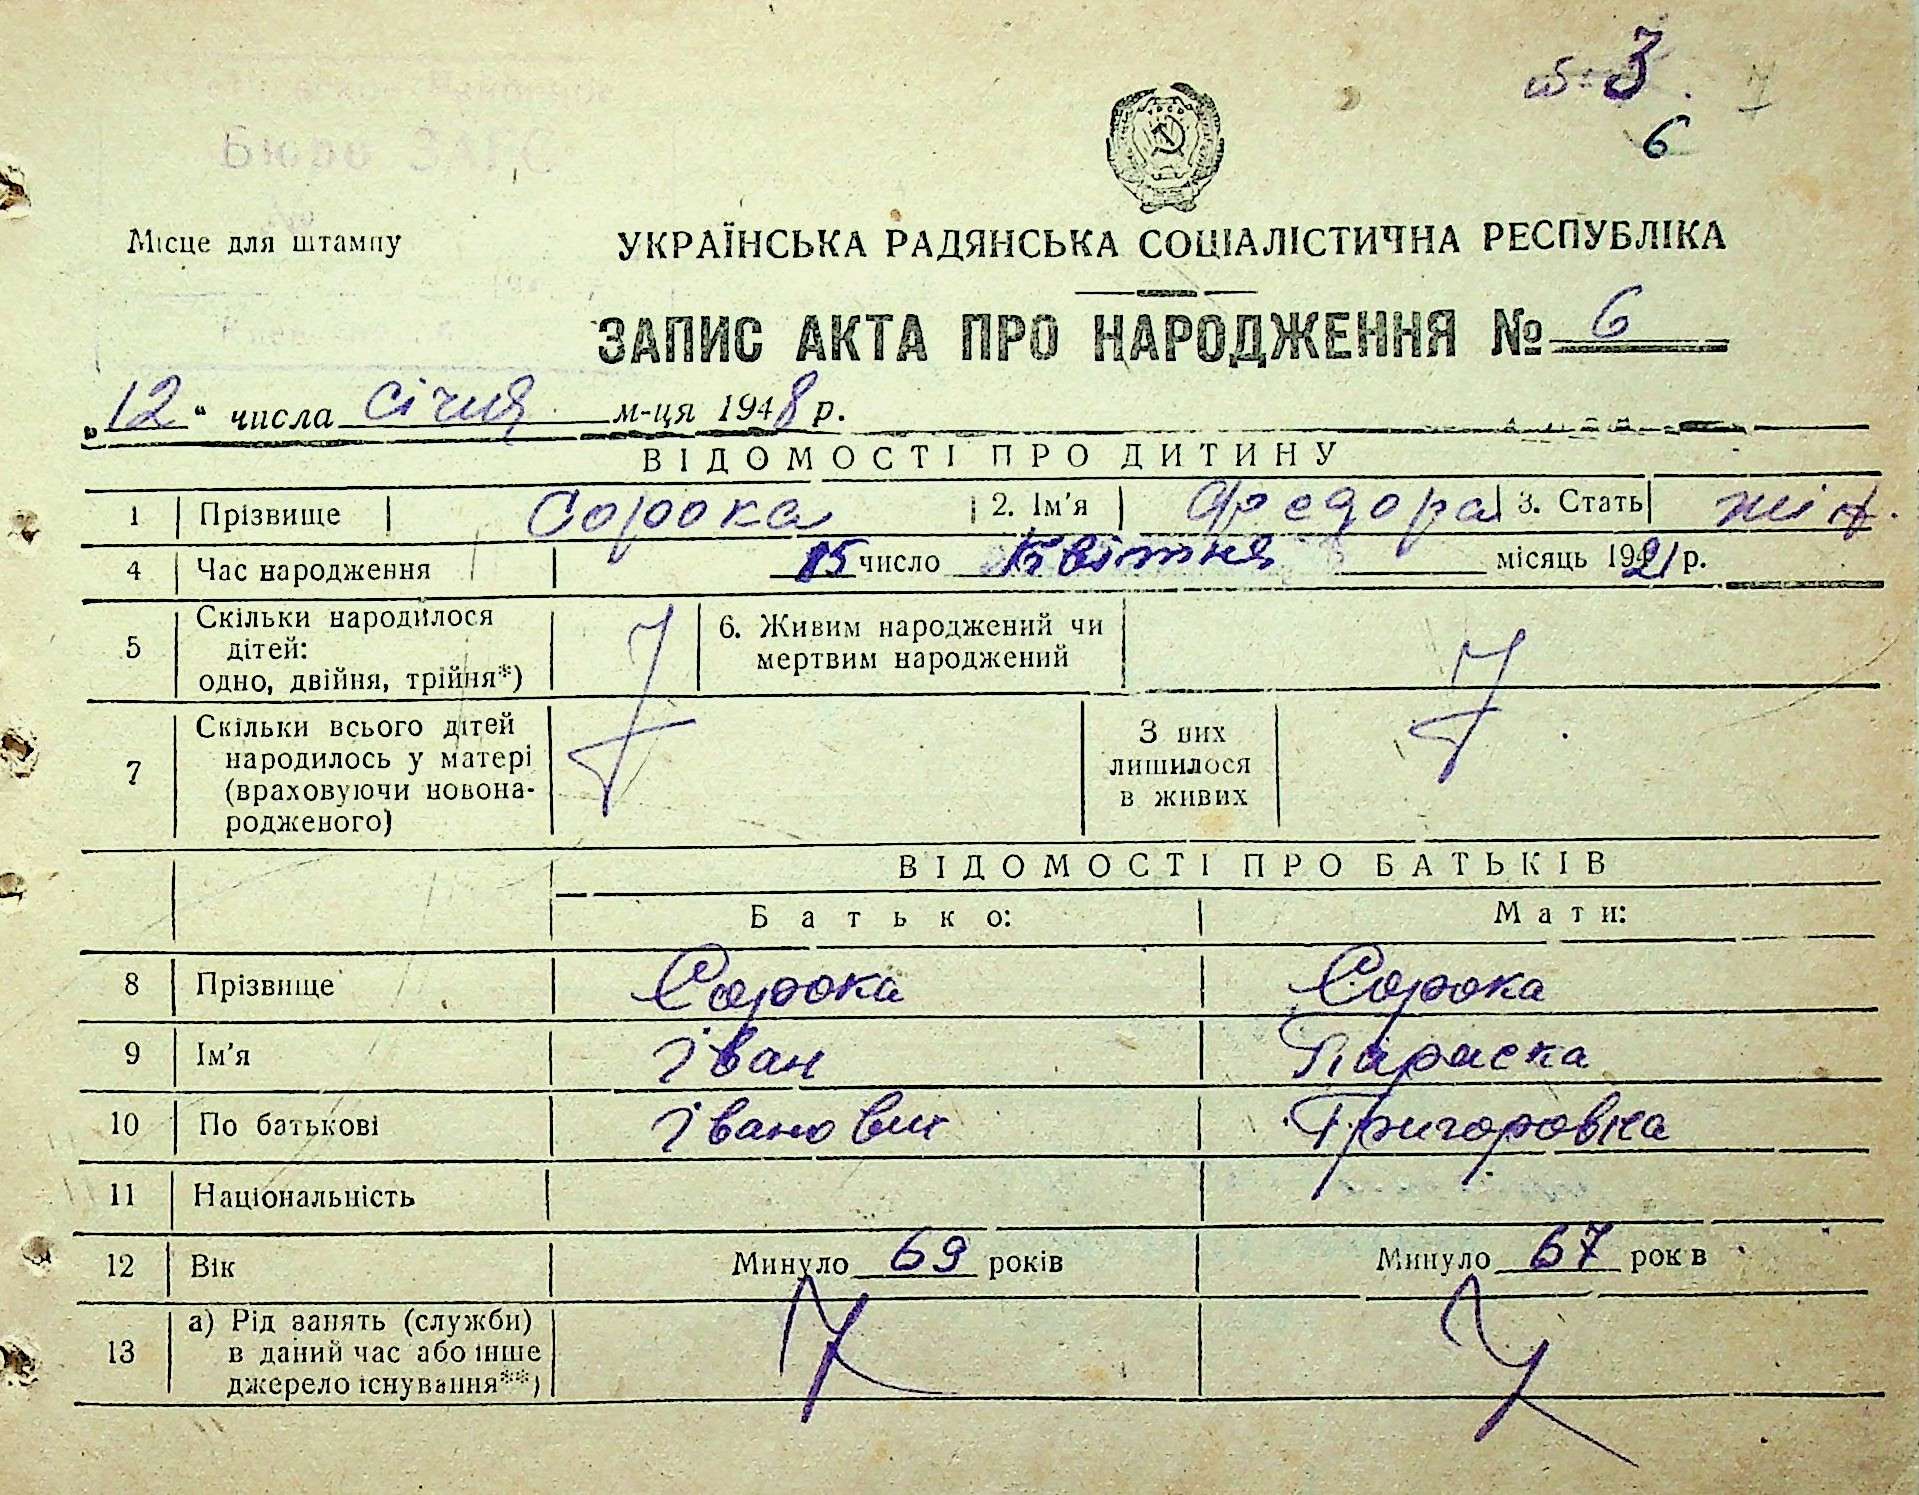 3
6
Місце для штампу
УКРАЇНСЬКА РАДЯНСЬКА СОЦІАЛІСТИЧНА РЕСПУБЛІКА
ЗАПИС АКТА ПРО НАРОДЖЕННЯ № 6
„12“ числа січня м-ця 1948 р.
ВІДОМОСТІ ПРО ДИТИНУ
1 Прізвище Сорока 2. Ім'я Федора 3. Стать жін.
4 Час народження 15 число квітня місяць 1921 р.
5 Скільки народилося дітей: одно, двійня, трійня*) 6. Живим народжений чи мертвим народжений
7 Скільки всього дітей народилось у матері (враховуючи новонародженого) З них лишилося в живих
ВІДОМОСТІ ПРО БАТЬКІВ
Батько: Мати:
8 Прізвище Сорока Сорока
9 Ім'я Іван Параска
10 По батькові Іванович Григоровна
11 Національність
12 Вік Минуло 69 років Минуло 67 рок в
13 а) Рід занять (служби) в даний час або інше джерело існування**)